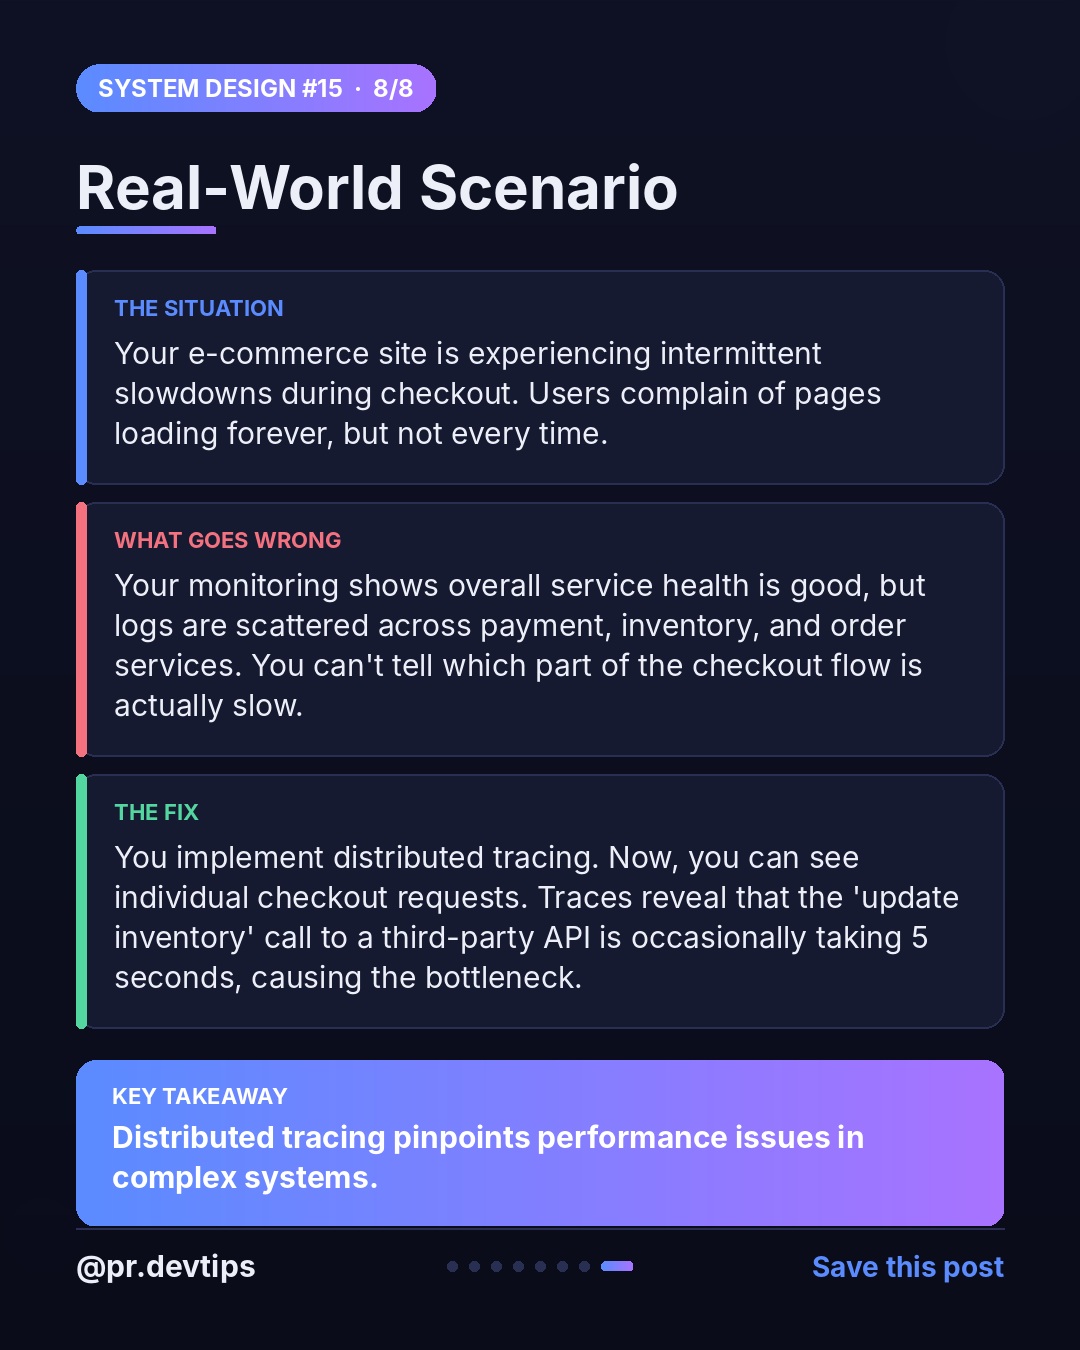 SYSTEM DESIGN #15 · 8/8
Real-World Scenario
THE SITUATION
Your e-commerce site is experiencing intermittent
slowdowns during checkout. Users complain of pages
loading forever, but not every time.
WHAT GOES WRONG
Your monitoring shows overall service health is good, but
logs are scattered across payment, inventory, and order
services. You can't tell which part of the checkout flow is
actually slow.
THE FIX
You implement distributed tracing. Now, you can see
individual checkout requests. Traces reveal that the 'update
inventory' call to a third-party API is occasionally taking 5
seconds, causing the bottleneck.
KEY TAKEAWAY
Distributed tracing pinpoints performance issues in
complex systems.
@pr.devtips
Save this post